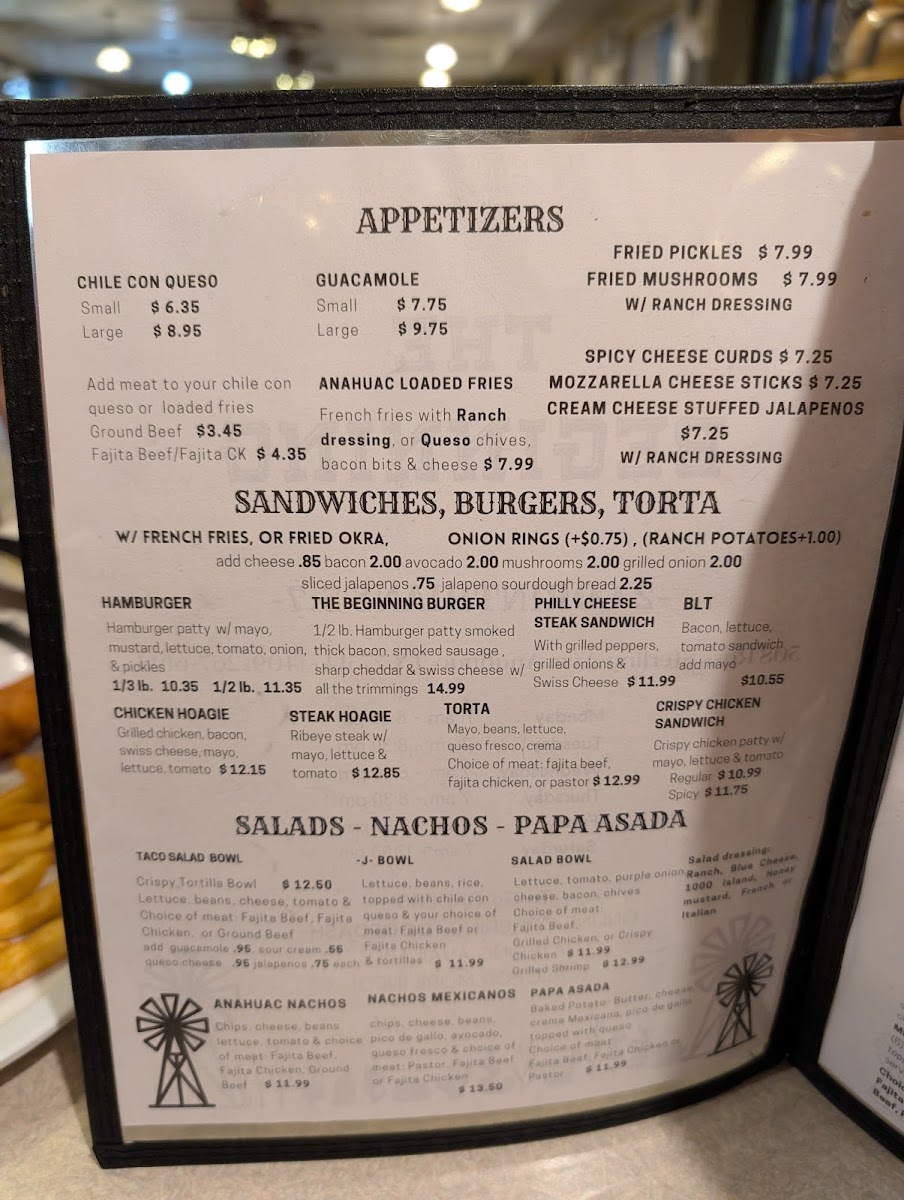 APPETIZERS
CHILE CON QUESO
Small $ 6.35
Large $ 8.95
GUACAMOLE
Small $ 7.75
Large $ 9.75
FRIED PICKLES $ 7.99
FRIED MUSHROOMS $ 7.99
W/ RANCH DRESSING
Add meat to your chile con
queso or loaded fries
Ground Beef $3.45
Fajita Beef/Fajita CK $ 4.35
ANAHUAC LOADED FRIES
French fries with Ranch
dressing, or Queso chives,
bacon bits & cheese $ 7.99
SPICY CHEESE CURDS $ 7.25
MOZZARELLA CHEESE STICKS $ 7.25
CREAM CHEESE STUFFED JALAPENOS
$7.25
W/ RANCH DRESSING
SANDWICHES, BURGERS, TORTA
W/ FRENCH FRIES, OR FRIED OKRA, ONION RINGS (+$0.75) , (RANCH POTATOES+1.00)
add cheese .85 bacon 2.00 avocado 2.00 mushrooms 2.00 grilled onion 2.00
sliced jalapenos .75 jalapeno sourdough bread 2.25
HAMBURGER
Hamburger patty w/ mayo,
mustard, lettuce, tomato, onion,
& pickles
1/3 lb. 10.35 1/2 lb. 11.35
THE BEGINNING BURGER
1/2 lb. Hamburger patty smoked
thick bacon, smoked sausage ,
sharp cheddar & swiss cheese w/
all the trimmings 14.99
PHILLY CHEESE
STEAK SANDWICH
With grilled peppers,
grilled onions &
Swiss Cheese $ 11.99
BLT
Bacon, lettuce,
tomato sandwich
add mayo
$10.55
CHICKEN HOAGIE
Grilled chicken, bacon,
swiss cheese, mayo,
lettuce, tomato $ 12.15
STEAK HOAGIE
Ribeye steak w/
mayo, lettuce &
tomato $ 12.85
TORTA
Mayo, beans, lettuce,
queso fresco, crema
Choice of meat: fajita beef,
fajita chicken, or pastor $ 12.99
CRISPY CHICKEN
SANDWICH
Crispy chicken patty w/
mayo, lettuce & tomato
Regular $ 10.99
Spicy $ 11.75
SALADS - NACHOS - PAPA ASADA
TACO SALAD BOWL
Crispy Tortilla Bowl $ 12.50
Lettuce, beans, cheese, tomato &
Choice of meat: Fajita Beef, Fajita
Chicken, or Ground Beef
add guacamole .95, sour cream .55
queso,cheese .95 jalapenos .75 each
-J- BOWL
Lettuce, beans, rice,
topped with chile con
queso & your choice of
meat: Fajita Beef or
Fajita Chicken
& tortillas $ 11.99
SALAD BOWL
Lettuce, tomato, purple onion
cheese, bacon, chives
Choice of meat:
Fajita Beef,
Grilled Chicken, or Crispy
Chicken $ 11.99
Grilled Shrimp $ 12.99
Salad dressing:
Ranch, Blue Cheese,
1000 island, Honey
mustard, French or
Italian
ANAHUAC NACHOS
Chips, cheese, beans
lettuce, tomato & choice
of meat: Fajita Beef,
Fajita Chicken, Ground
Beef $ 11.99
NACHOS MEXICANOS
chips, cheese, beans,
pico de gallo, avocado,
queso fresco & choice of
meat: Pastor, Fajita Beef
or Fajita Chicken
$ 13.50
PAPA ASADA
Baked Potato: Butter, cheese,
crema Mexicana, pico de gallo
topped with queso
Choice of meat:
Fajita Beef, Fajita Chicken or
Pastor $ 11.99